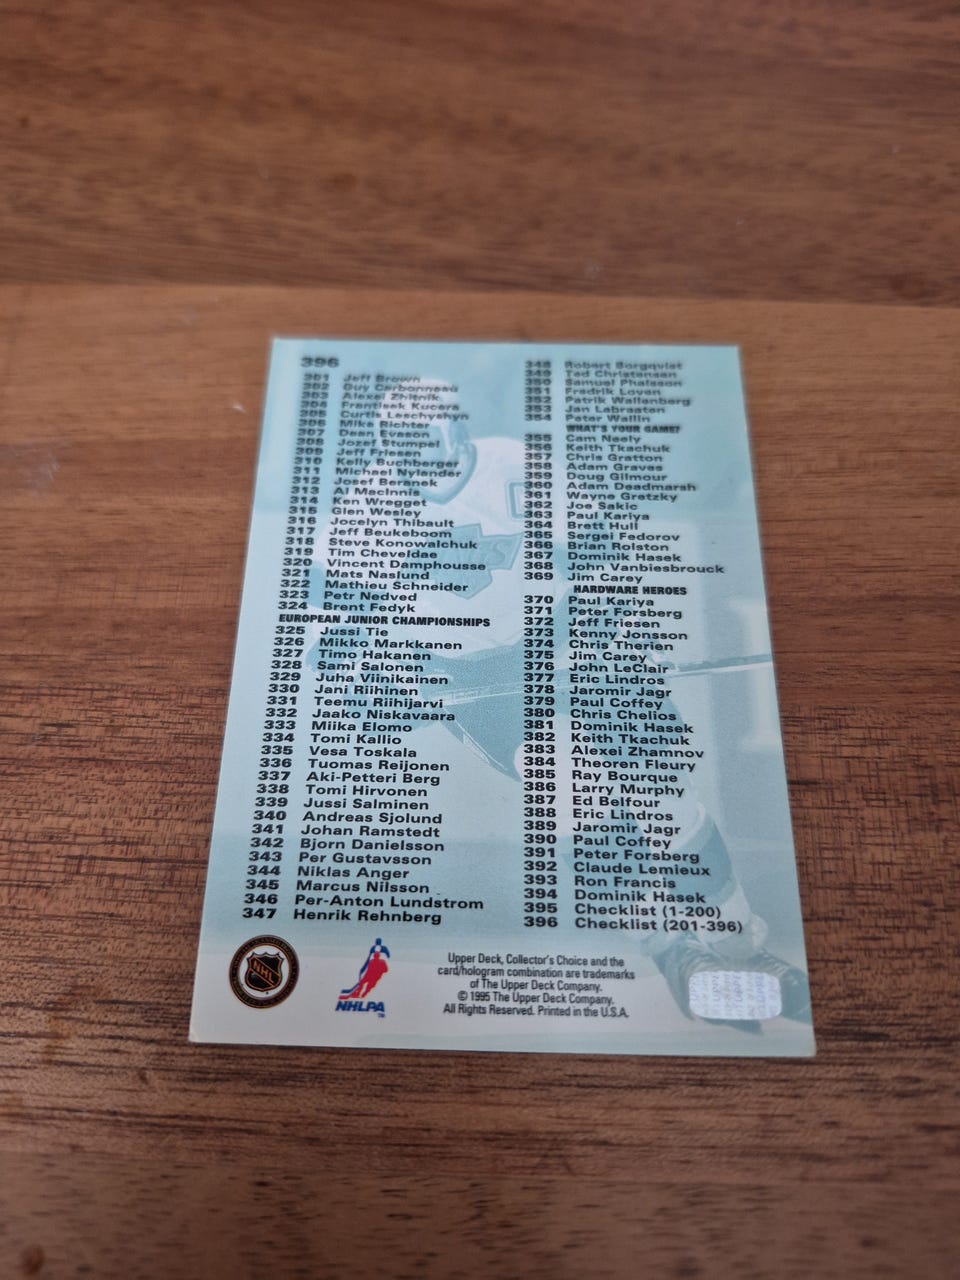 396
301 Jeff Brown
302 Guy Carbonneau
303 Alexei Zhitnik
304 Frantisek Kucera
305 Curtis Leschyshyn
306 Mike Richter
307 Dean Evason
308 Jozef Stumpel
309 Jeff Friesen
310 Kelly Buchberger
311 Michael Nylander
312 Josef Beranek
313 Al MacInnis
314 Ken Wregget
315 Glen Wesley
316 Jocelyn Thibault
317 Jeff Beukeboom
318 Steve Konowalchuk
319 Tim Cheveldae
320 Vincent Damphousse
321 Mats Naslund
322 Mathieu Schneider
323 Petr Nedved
324 Brent Fedyk
EUROPEAN JUNIOR CHAMPIONSHIPS
325 Jussi Tie
326 Mikko Markkanen
327 Timo Hakanen
328 Sami Salonen
329 Juha Viinikainen
330 Jani Riihinen
331 Teemu Riihijarvi
332 Jaako Niskavaara
333 Miika Elomo
334 Tomi Kallio
335 Vesa Toskala
336 Tuomas Reijonen
337 Aki-Petteri Berg
338 Tomi Hirvonen
339 Jussi Salminen
340 Andreas Sjolund
341 Johan Ramstedt
342 Bjorn Danielsson
343 Per Gustavsson
344 Niklas Anger
345 Marcus Nilsson
346 Per-Anton Lundstrom
347 Henrik Rehnberg
348 Robert Borgqvist
349 Ted Christensen
350 Samuel Phalsson
351 Fredrik Loven
352 Patrik Wallenberg
353 Jan Labraaten
354 Peter Wallin
WHAT'S YOUR GAME?
355 Cam Neely
356 Keith Tkachuk
357 Chris Gratton
358 Adam Graves
359 Doug Gilmour
360 Adam Deadmarsh
361 Wayne Gretzky
362 Joe Sakic
363 Paul Kariya
364 Brett Hull
365 Sergei Fedorov
366 Brian Rolston
367 Dominik Hasek
368 John Vanbiesbrouck
369 Jim Carey
HARDWARE HEROES
370 Paul Kariya
371 Peter Forsberg
372 Jeff Friesen
373 Kenny Jonsson
374 Chris Therien
375 Jim Carey
376 John LeClair
377 Eric Lindros
378 Jaromir Jagr
379 Paul Coffey
380 Chris Chelios
381 Dominik Hasek
382 Keith Tkachuk
383 Alexei Zhamnov
384 Theoren Fleury
385 Ray Bourque
386 Larry Murphy
387 Ed Belfour
388 Eric Lindros
389 Jaromir Jagr
390 Paul Coffey
391 Peter Forsberg
392 Claude Lemieux
393 Ron Francis
394 Dominik Hasek
395 Checklist (1-200)
396 Checklist (201-396)
NHL
NHLPA
TM
Upper Deck, Collector's Choice and the
card/hologram combination are trademarks
of The Upper Deck Company.
© 1995 The Upper Deck Company.
All Rights Reserved. Printed in the U.S.A.